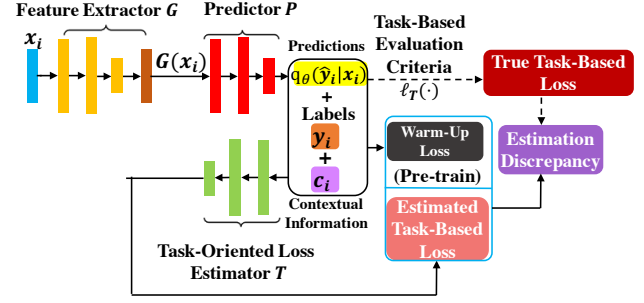 Feature Extractor G
Predictor P
x_i
G(x_i)
Predictions
q_θ(ŷ_i|x_i)
+
Labels
y_i
+
c_i
Contextual
Information
Task-Based
Evaluation
Criteria
ℓ_T(·)
True Task-Based
Loss
Warm-Up
Loss
(Pre-train)
Estimated
Task-Based
Loss
Estimation
Discrepancy
Task-Oriented Loss
Estimator T